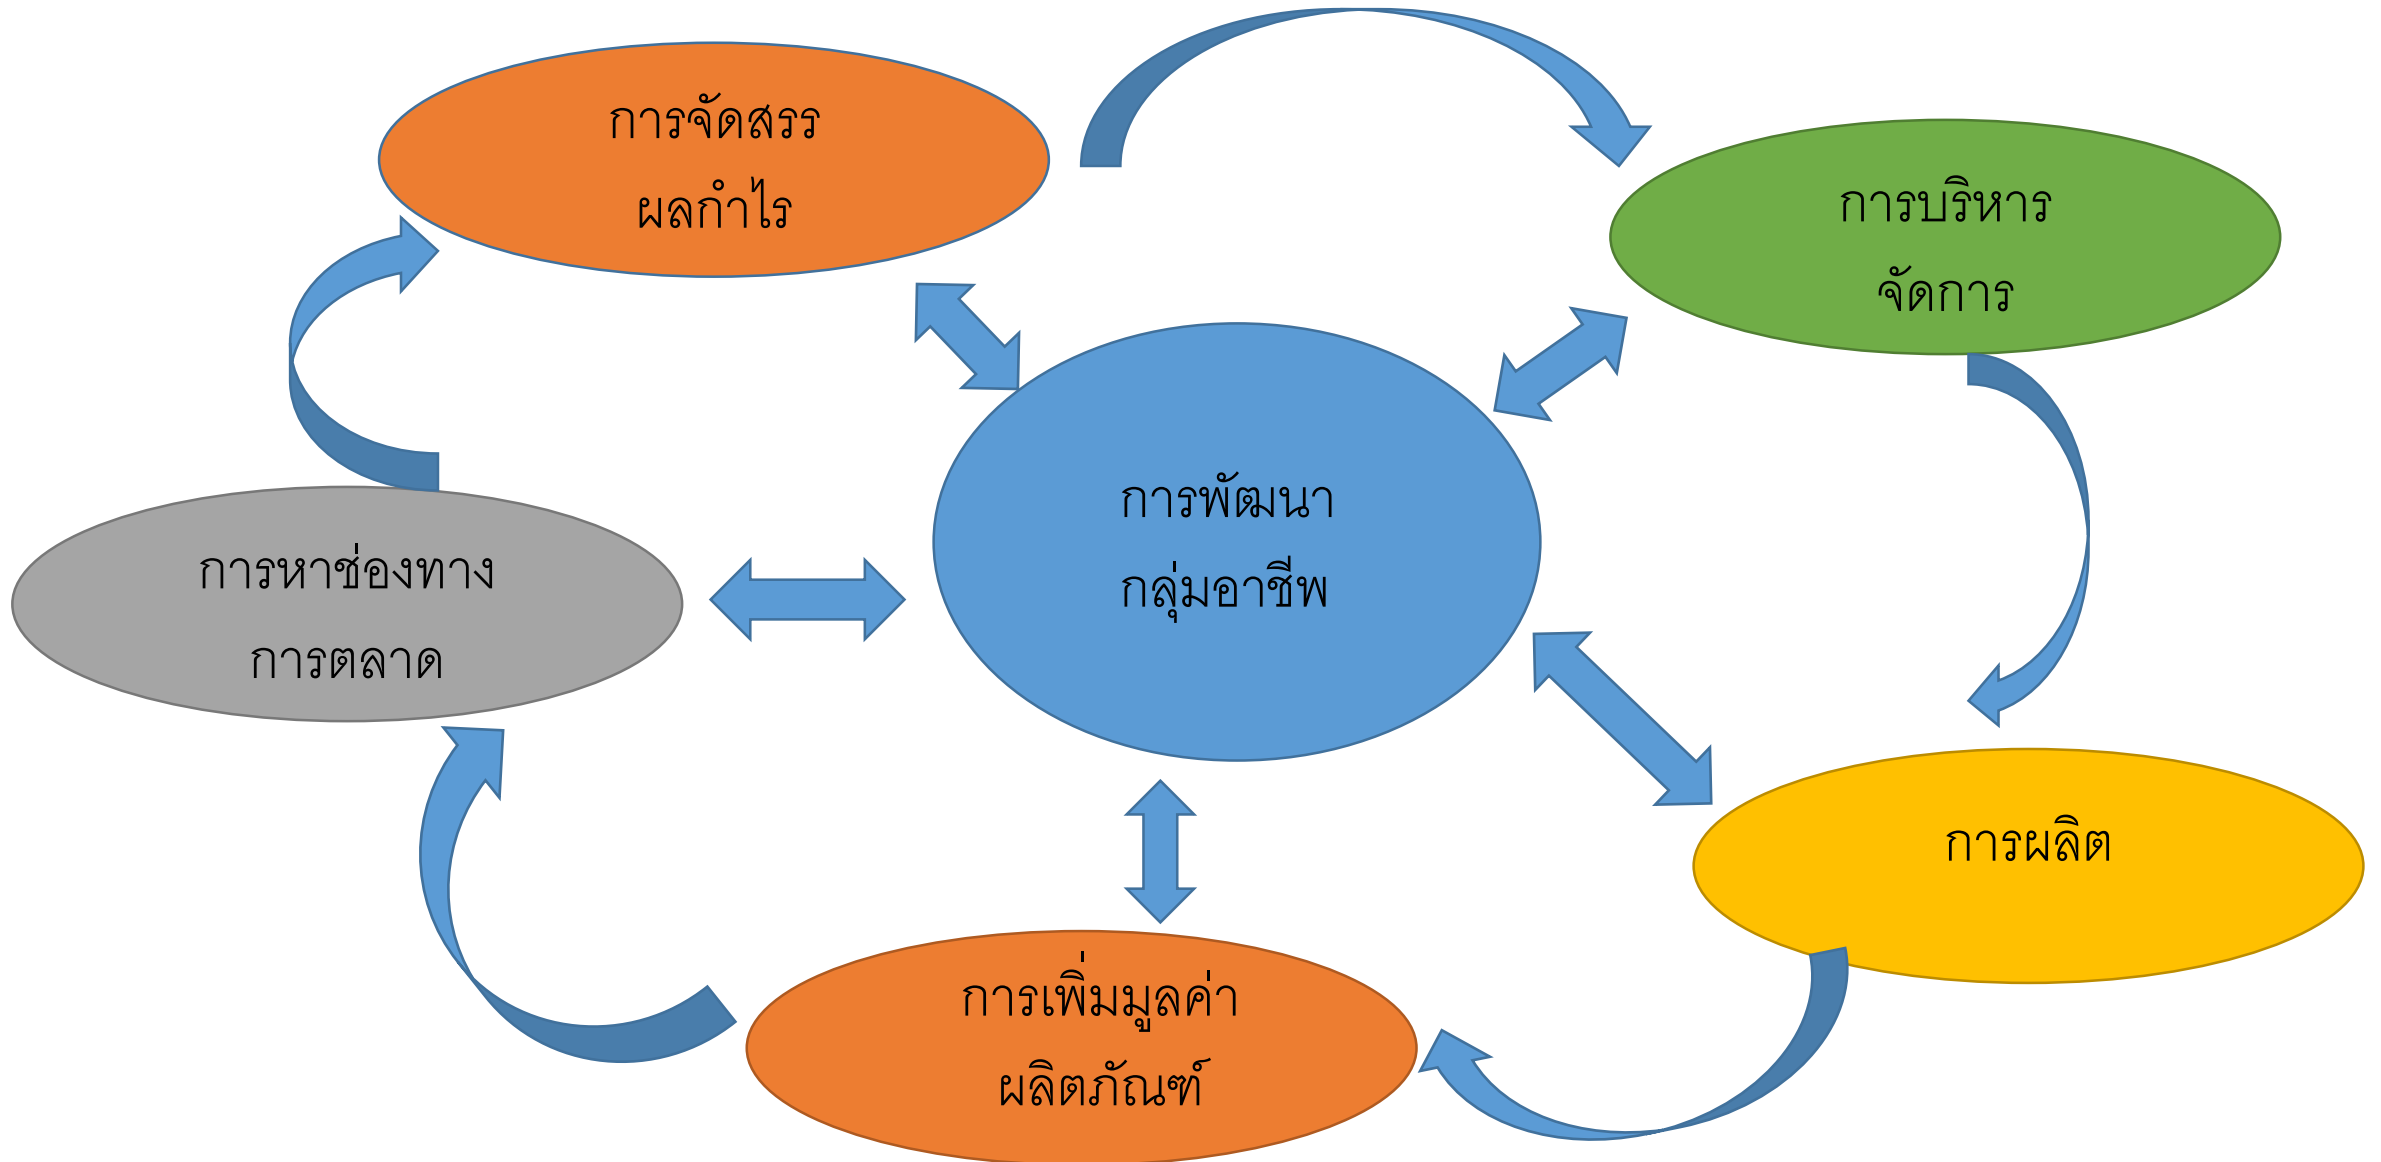 การจัดสรร
ผลกำไร
การบริหาร
จัดการ
การพัฒนา
กลุ่มอาชีพ
การหาช่องทาง
การตลาด
การผลิต
การเพิ่มมูลค่า
ผลิตภัณฑ์